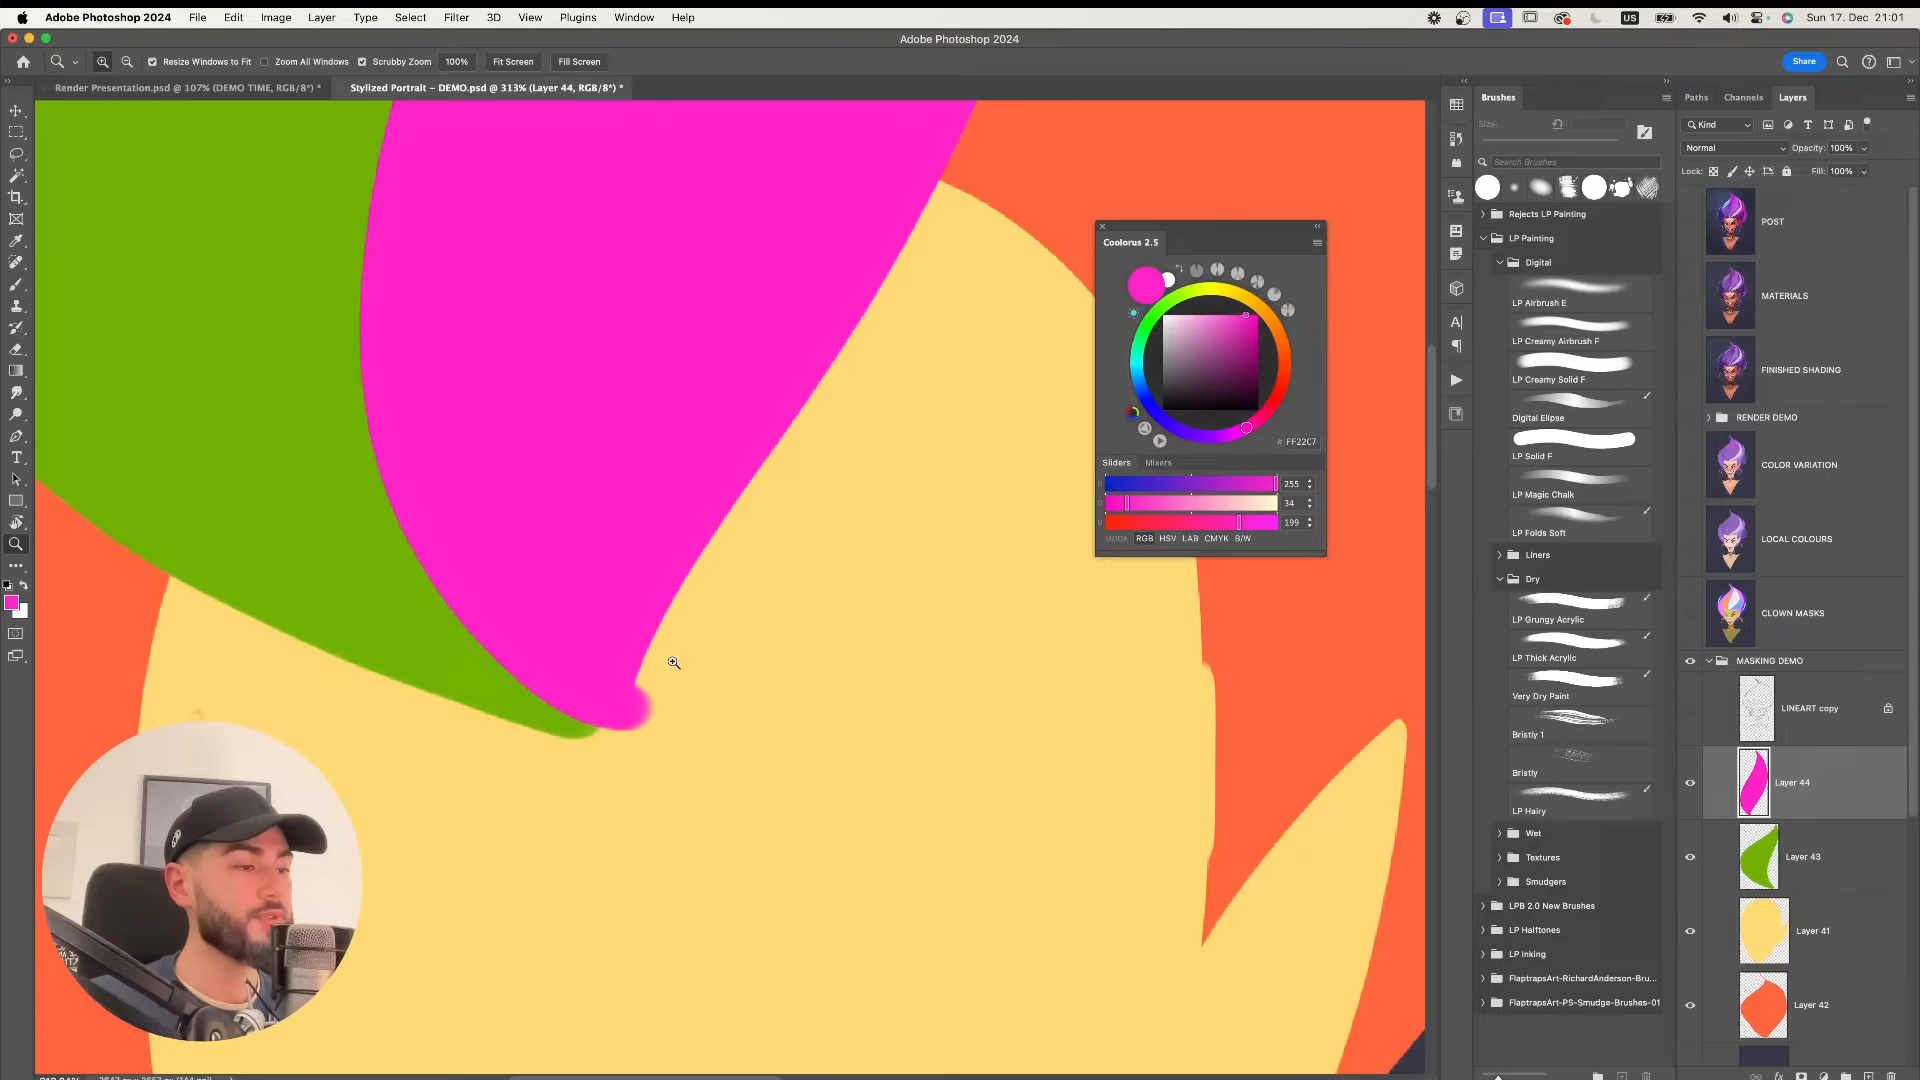 Adobe Photoshop 2024 File Edit Image Layer Type Select Filter 3D View Plugins Window Help
US
Sun 17. Dec 21:01
Adobe Photoshop 2024
Resize Windows to Fit Zoom All Windows Scrubby Zoom 100% Fit Screen Fill Screen
Share
Render Presentation.psd @ 107% (DEMO TIME, RGB/8*) *
Stylized Portrait – DEMO.psd @ 313% (Layer 44, RGB/8*) *
Coolorus 2.5
# FF22C7
Sliders Mixers
R 255
G 34
199
MODE RGB HSV LAB CMYK B/W
Brushes
Size:
Search Brushes
Rejects LP Painting
LP Painting
Digital
LP Airbrush E
LP Creamy Airbrush F
LP Creamy Solid F
Digital Elipse
LP Solid F
LP Magic Chalk
LP Folds Soft
Liners
Dry
LP Grungy Acrylic
LP Thick Acrylic
Very Dry Paint
Bristly 1
Bristly
LP Hairy
Wet
Textures
Smudgers
LPB 2.0 New Brushes
LP Halftones
LP Inking
FlaptrapsArt-RichardAnderson-Bru...
FlaptrapsArt-PS-Smudge-Brushes-01
Paths Channels Layers
Kind
Normal Opacity: 100%
Lock: Fill: 100%
POST
MATERIALS
FINISHED SHADING
RENDER DEMO
COLOR VARIATION
LOCAL COLOURS
CLOWN MASKS
MASKING DEMO
LINEART copy
Layer 44
Layer 43
Layer 41
Layer 42